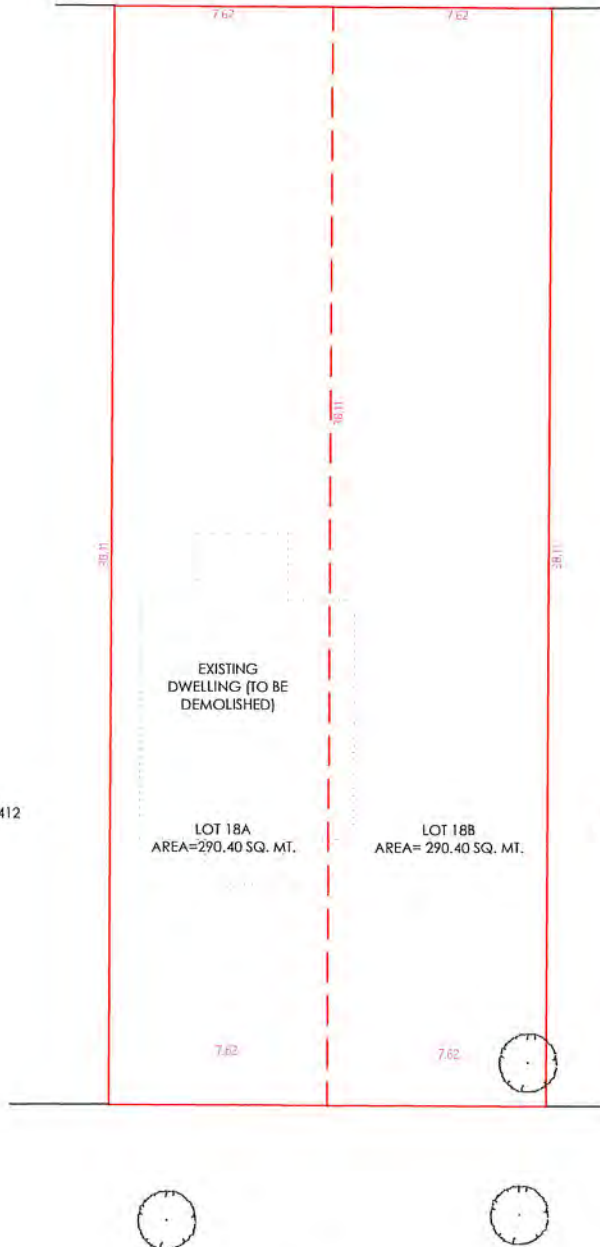 7.62
7.62
38.11
38.11
38.11
EXISTING
DWELLING (TO BE
DEMOLISHED)
412
LOT 18A
AREA=290.40 SQ. MT.
LOT 18B
AREA= 290.40 SQ. MT.
7.62
7.62